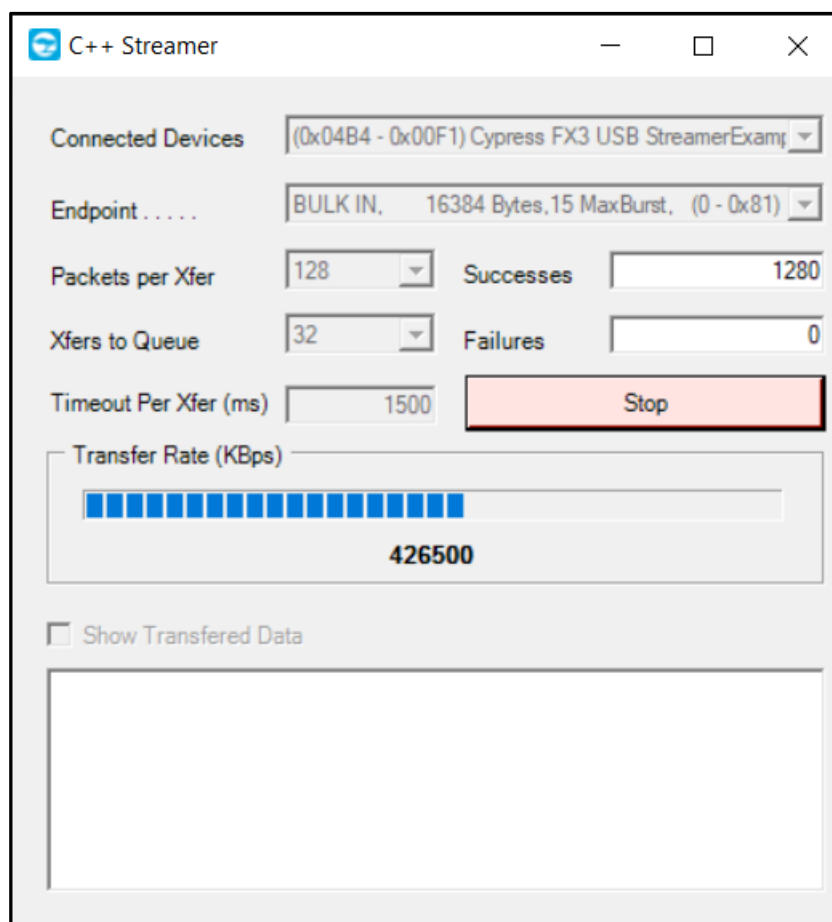 C++ Streamer
Connected Devices (0x04B4 - 0x00F1) Cypress FX3 USB StreamerExamp
Endpoint . . . . . BULK IN, 16384 Bytes,15 MaxBurst, (0 - 0x81)
Packets per Xfer 128 Successes 1280
Xfers to Queue 32 Failures 0
Timeout Per Xfer (ms) 1500 Stop
Transfer Rate (KBps)
426500
Show Transfered Data